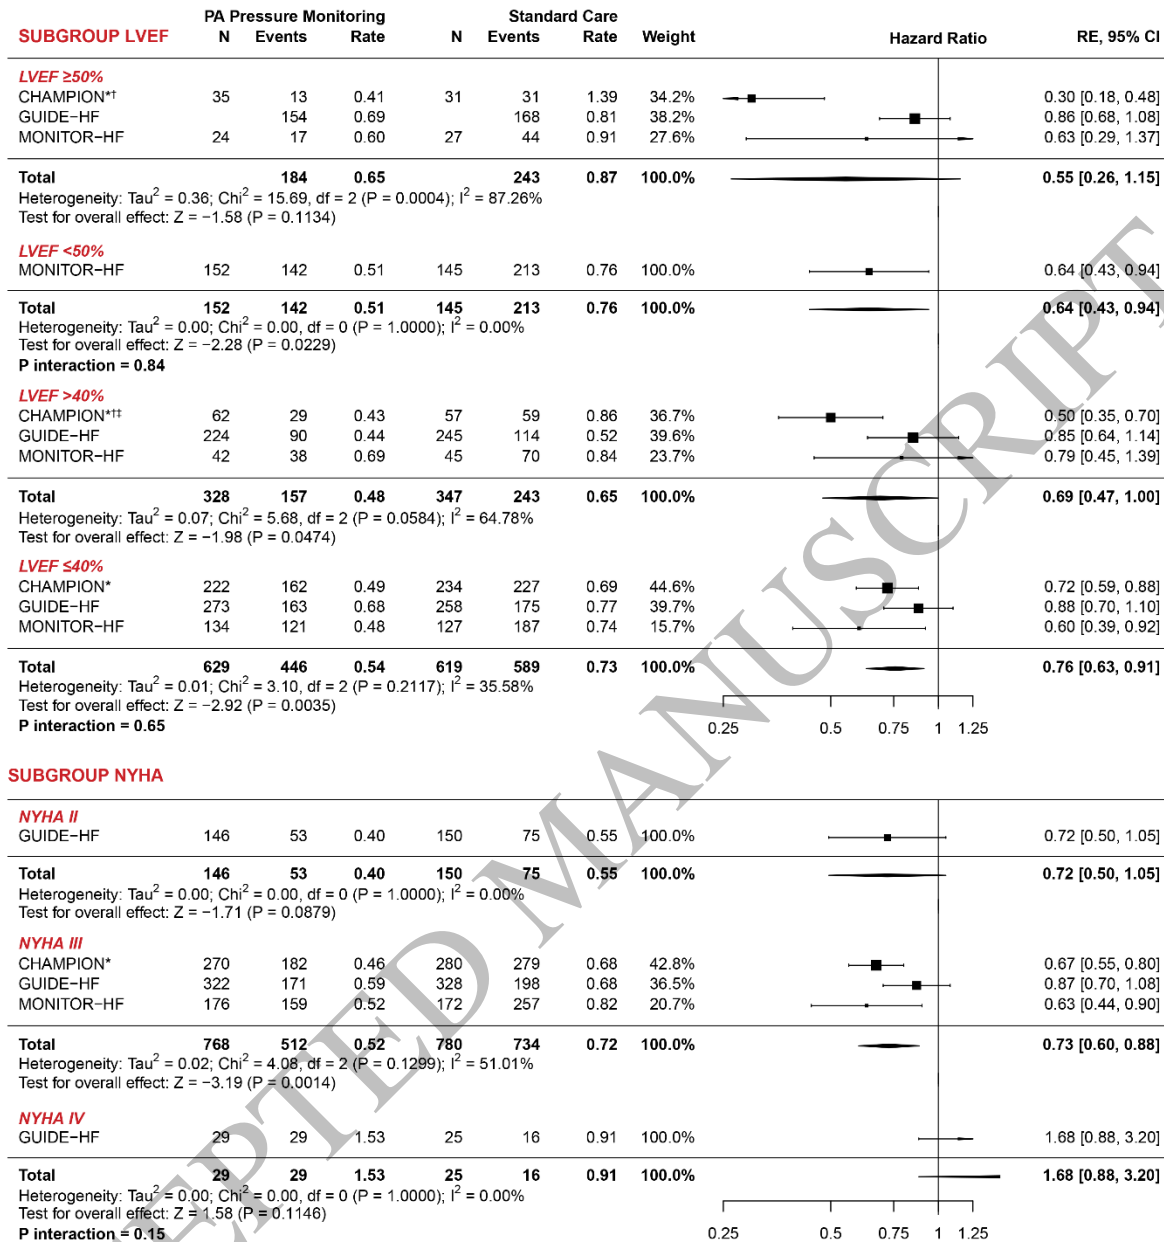 PA Pressure Monitoring Standard Care
SUBGROUP LVEF N Events Rate N Events Rate Weight Hazard Ratio RE, 95% CI
LVEF ≥50%
CHAMPION*† 35 13 0.41 31 31 1.39 34.2% 0.30 [0.18, 0.48]
GUIDE−HF 154 0.69 168 0.81 38.2% 0.86 [0.68, 1.08]
MONITOR−HF 24 17 0.60 27 44 0.91 27.6% 0.63 [0.29, 1.37]
Total 184 0.65 243 0.87 100.0% 0.55 [0.26, 1.15]
Heterogeneity: Tau² = 0.36; Chi² = 15.69, df = 2 (P = 0.0004); I² = 87.26%
Test for overall effect: Z = −1.58 (P = 0.1134)
LVEF <50%
MONITOR−HF 152 142 0.51 145 213 0.76 100.0% 0.64 [0.43, 0.94]
Total 152 142 0.51 145 213 0.76 100.0% 0.64 [0.43, 0.94]
Heterogeneity: Tau² = 0.00; Chi² = 0.00, df = 0 (P = 1.0000); I² = 0.00%
Test for overall effect: Z = −2.28 (P = 0.0229)
P interaction = 0.84
LVEF >40%
CHAMPION*†‡ 62 29 0.43 57 59 0.86 36.7% 0.50 [0.35, 0.70]
GUIDE−HF 224 90 0.44 245 114 0.52 39.6% 0.85 [0.64, 1.14]
MONITOR−HF 42 38 0.69 45 70 0.84 23.7% 0.79 [0.45, 1.39]
Total 328 157 0.48 347 243 0.65 100.0% 0.69 [0.47, 1.00]
Heterogeneity: Tau² = 0.07; Chi² = 5.68, df = 2 (P = 0.0584); I² = 64.78%
Test for overall effect: Z = −1.98 (P = 0.0474)
LVEF ≤40%
CHAMPION* 222 162 0.49 234 227 0.69 44.6% 0.72 [0.59, 0.88]
GUIDE−HF 273 163 0.68 258 175 0.77 39.7% 0.88 [0.70, 1.10]
MONITOR−HF 134 121 0.48 127 187 0.74 15.7% 0.60 [0.39, 0.92]
Total 629 446 0.54 619 589 0.73 100.0% 0.76 [0.63, 0.91]
Heterogeneity: Tau² = 0.01; Chi² = 3.10, df = 2 (P = 0.2117); I² = 35.58%
Test for overall effect: Z = −2.92 (P = 0.0035)
P interaction = 0.65
0.25 0.5 0.75 1 1.25
SUBGROUP NYHA
NYHA II
GUIDE−HF 146 53 0.40 150 75 0.55 100.0% 0.72 [0.50, 1.05]
Total 146 53 0.40 150 75 0.55 100.0% 0.72 [0.50, 1.05]
Heterogeneity: Tau² = 0.00; Chi² = 0.00, df = 0 (P = 1.0000); I² = 0.00%
Test for overall effect: Z = −1.71 (P = 0.0879)
NYHA III
CHAMPION* 270 182 0.46 280 279 0.68 42.8% 0.67 [0.55, 0.80]
GUIDE−HF 322 171 0.59 328 198 0.68 36.5% 0.87 [0.70, 1.08]
MONITOR−HF 176 159 0.52 172 257 0.82 20.7% 0.63 [0.44, 0.90]
Total 768 512 0.52 780 734 0.72 100.0% 0.73 [0.60, 0.88]
Heterogeneity: Tau² = 0.02; Chi² = 4.08, df = 2 (P = 0.1299); I² = 51.01%
Test for overall effect: Z = −3.19 (P = 0.0014)
NYHA IV
GUIDE−HF 29 29 1.53 25 16 0.91 100.0% 1.68 [0.88, 3.20]
Total 29 29 1.53 25 16 0.91 100.0% 1.68 [0.88, 3.20]
Heterogeneity: Tau² = 0.00; Chi² = 0.00, df = 0 (P = 1.0000); I² = 0.00%
Test for overall effect: Z = 1.58 (P = 0.1146)
P interaction = 0.15
0.25 0.5 0.75 1 1.25
EPTED MANUSCRIPT